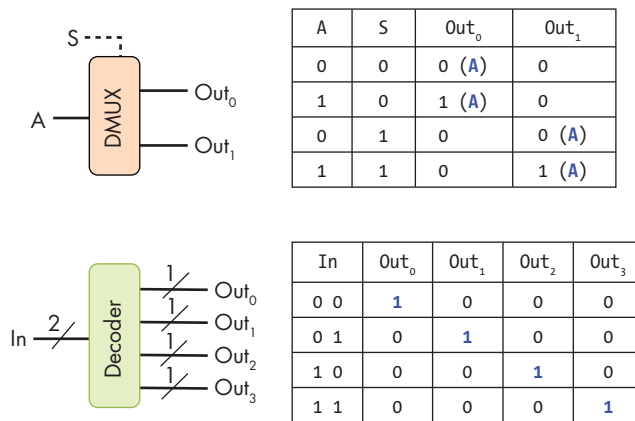 S
A
DMUX
Out₀
Out₁
A S Out₀ Out₁
0 0 0 (A) 0
1 0 1 (A) 0
0 1 0 0 (A)
1 1 0 1 (A)
In
2
Decoder
1
Out₀
1
Out₁
1
Out₂
1
Out₃
In Out₀ Out₁ Out₂ Out₃
0 0 1 0 0 0
0 1 0 1 0 0
1 0 0 0 1 0
1 1 0 0 0 1